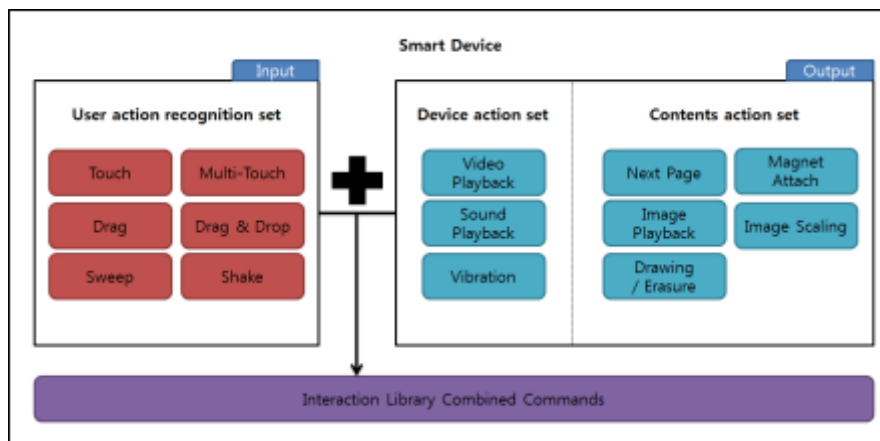 Smart Device
Input
User action recognition set
Touch
Multi-Touch
Drag
Drag & Drop
Sweep
Shake
Output
Device action set
Video
Playback
Sound
Playback
Vibration
Contents action set
Next Page
Magnet
Attach
Image
Playback
Image Scaling
Drawing
/ Erasure
Interaction Library Combined Commands